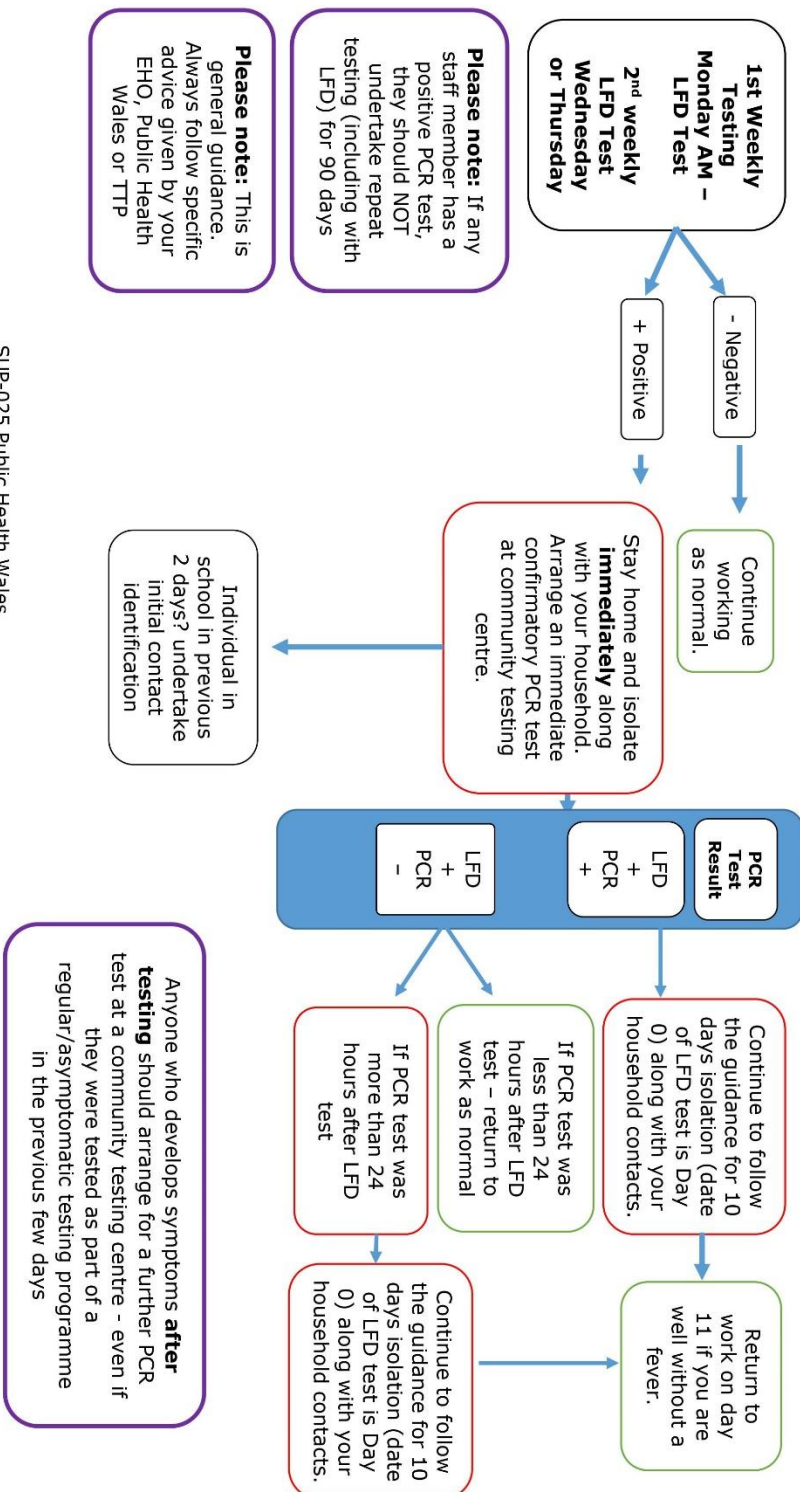 1st Weekly
Testing
Monday AM –
LFD Test
2nd weekly
LFD Test
Wednesday
or Thursday
- Negative
+ Positive
Continue
working
as normal.
Stay home and isolate
immediately along
with your household.
Arrange an immediate
confirmatory PCR test
at community testing
centre.
PCR
Test
Result
LFD
+
PCR
+
LFD
+
PCR
–
Continue to follow
the guidance for 10
days isolation (date
of LFD test is Day
0) along with your
household contacts.
Return to
work on day
11 if you are
well without a
fever.
If PCR test was
less than 24
hours after LFD
test – return to
work as normal
If PCR test was
more than 24
hours after LFD
test
Continue to follow
the guidance for 10
days isolation (date
of LFD test is Day
0) along with your
household contacts.
Please note: If any
staff member has a
positive PCR test,
they should NOT
undertake repeat
testing (including with
LFD) for 90 days
Please note: This is
general guidance.
Always follow specific
advice given by your
EHO, Public Health
Wales or TTP
Individual in
school in previous
2 days? undertake
initial contact
identification
Anyone who develops symptoms after
testing should arrange for a further PCR
test at a community testing centre - even if
they were tested as part of a
regular/asymptomatic testing programme
in the previous few days
SUP-025 Public Health Wales